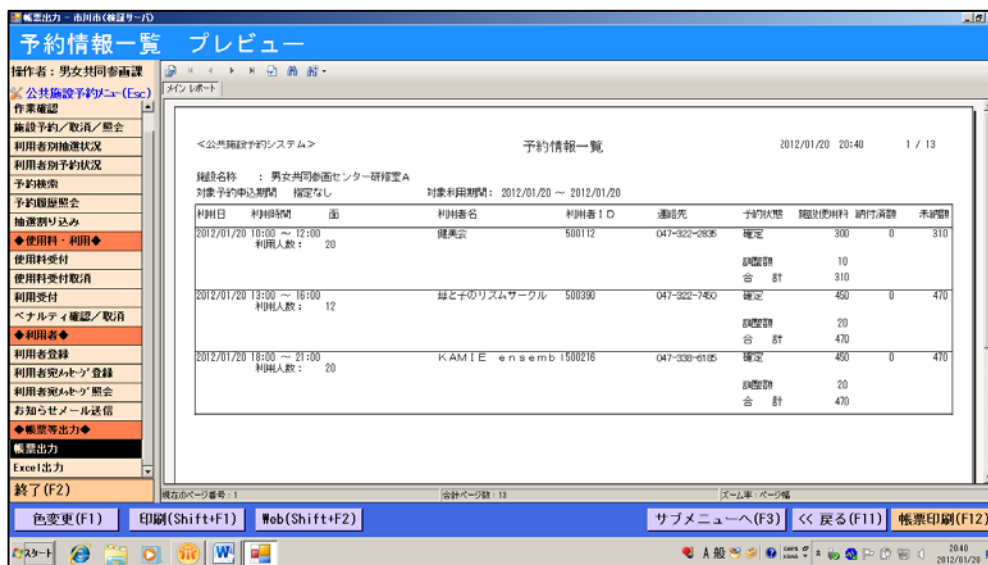 帳票出力 - 市川市(検証サーバ)
予約情報一覧 プレビュー
操作者：男女共同参画課
公共施設予約メニュー(Esc)
作業確認
施設予約／取消／照会
利用者別抽選状況
利用者別予約状況
予約検索
予約履歴照会
抽選割り込み
◆使用料・利用◆
使用料受付
使用料受付取消
利用受付
ペナルティ確認／取消
◆利用者◆
利用者登録
利用者宛メッセージ登録
利用者宛メッセージ照会
お知らせメール送信
◆帳票等出力◆
帳票出力
Excel出力
終了(F2)
メインレポート
<公共施設予約システム> 予約情報一覧 2012/01/20 20:40 1 / 13
施設名称 ： 男女共同参画センター研修室A
対象予約申込期間 指定なし 対象利用期間： 2012/01/20 ～ 2012/01/20
利用日 利用時間 面 利用者名 利用者ID 連絡先 予約状態 施設使用料 納付済額 未納額
2012/01/20 10:00 ～ 12:00 健美会 500112 047-322-2835 確定 300 0 310
利用人数： 20
調整額 10
合 計 310
2012/01/20 13:00 ～ 16:00 母と子のリズムサークル 500390 047-322-7450 確定 450 0 470
利用人数： 12
調整額 20
合 計 470
2012/01/20 18:00 ～ 21:00 KAMIE ensembl 500216 047-338-6185 確定 450 0 470
利用人数： 20
調整額 20
合 計 470
現在のページ番号：1 合計ページ数：13 ズーム率：ページ幅
色変更(F1) 印刷(Shift+F1) Web(Shift+F2) サブメニューへ(F3) << 戻る(F11) 帳票印刷(F12)
スタート A 般 CAPS KANA 20:40
2012/01/20